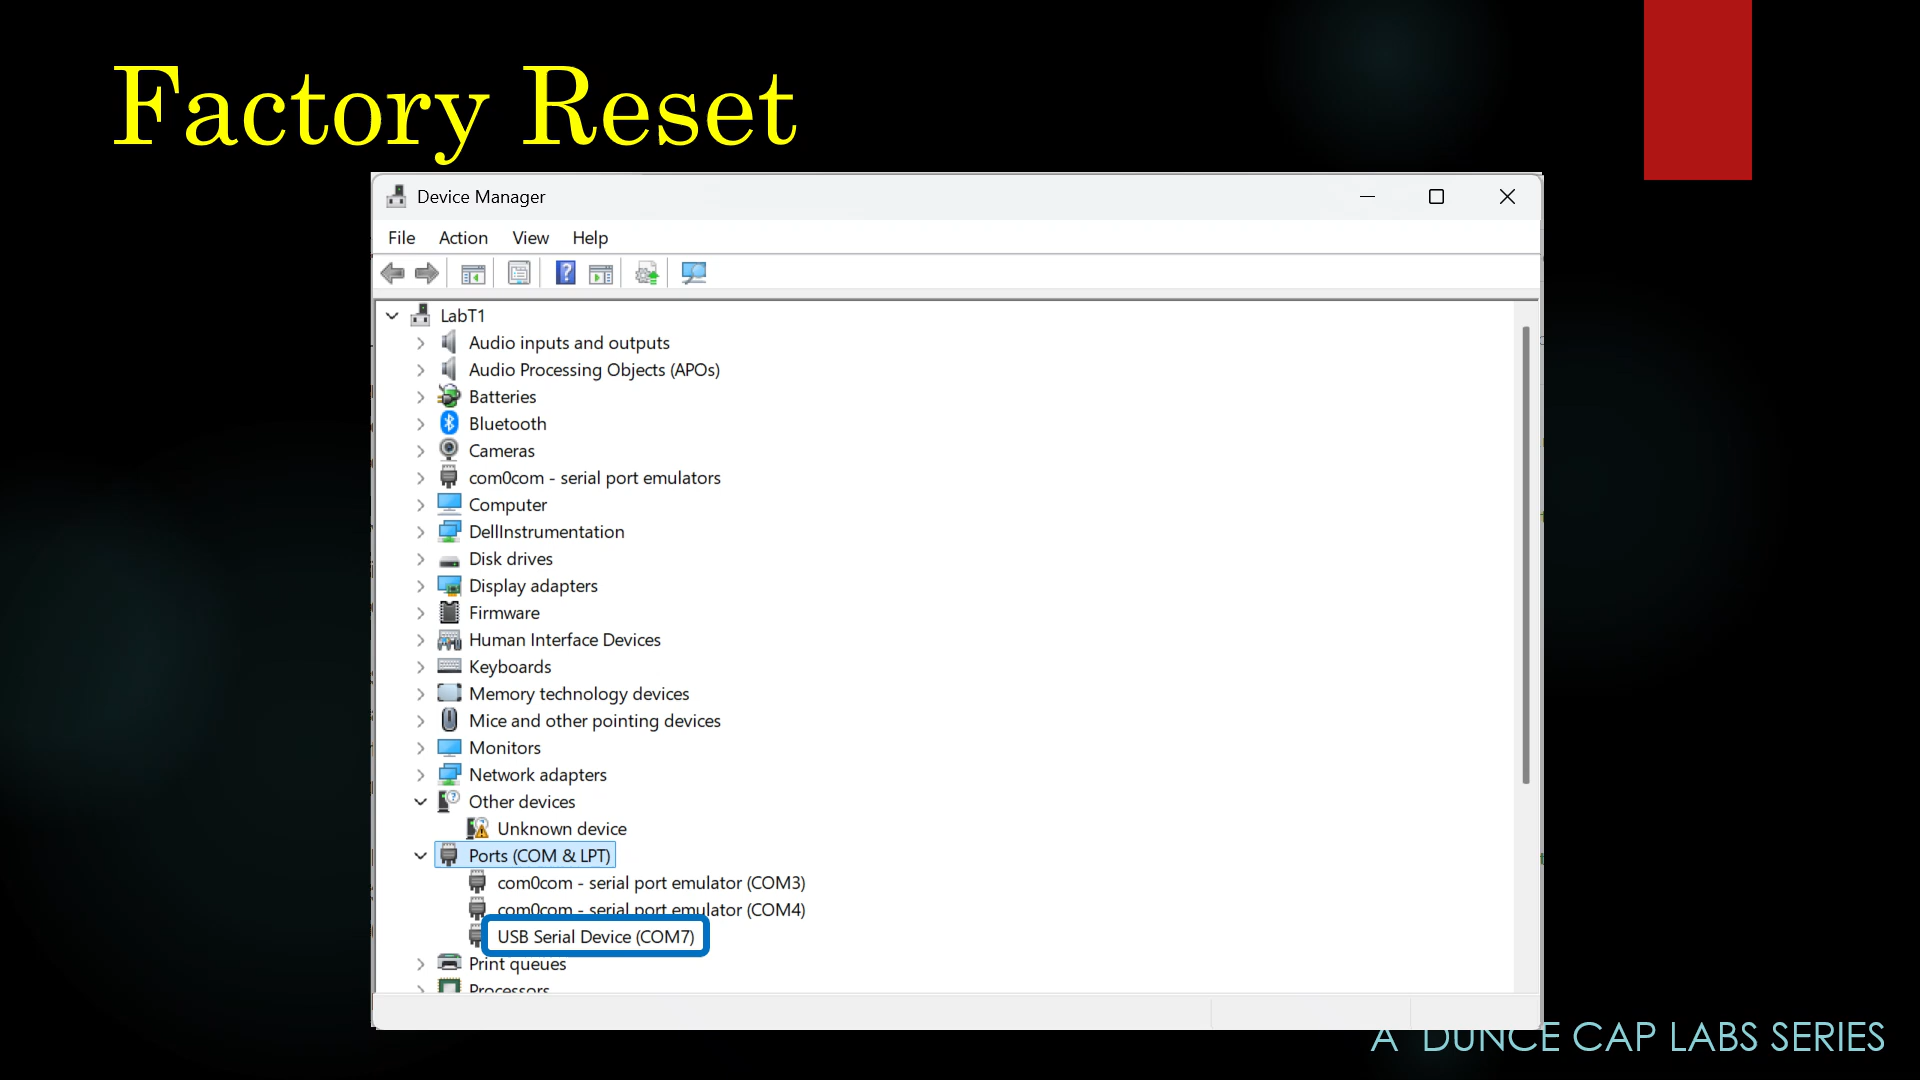 Factory Reset
Device Manager
File Action View Help
LabT1
Audio inputs and outputs
Audio Processing Objects (APOs)
Batteries
Bluetooth
Cameras
com0com - serial port emulators
Computer
DellInstrumentation
Disk drives
Display adapters
Firmware
Human Interface Devices
Keyboards
Memory technology devices
Mice and other pointing devices
Monitors
Network adapters
Other devices
Unknown device
Ports (COM & LPT)
com0com - serial port emulator (COM3)
com0com - serial port emulator (COM4)
USB Serial Device (COM7)
Print queues
Processors
A DUNCE CAP LABS SERIES